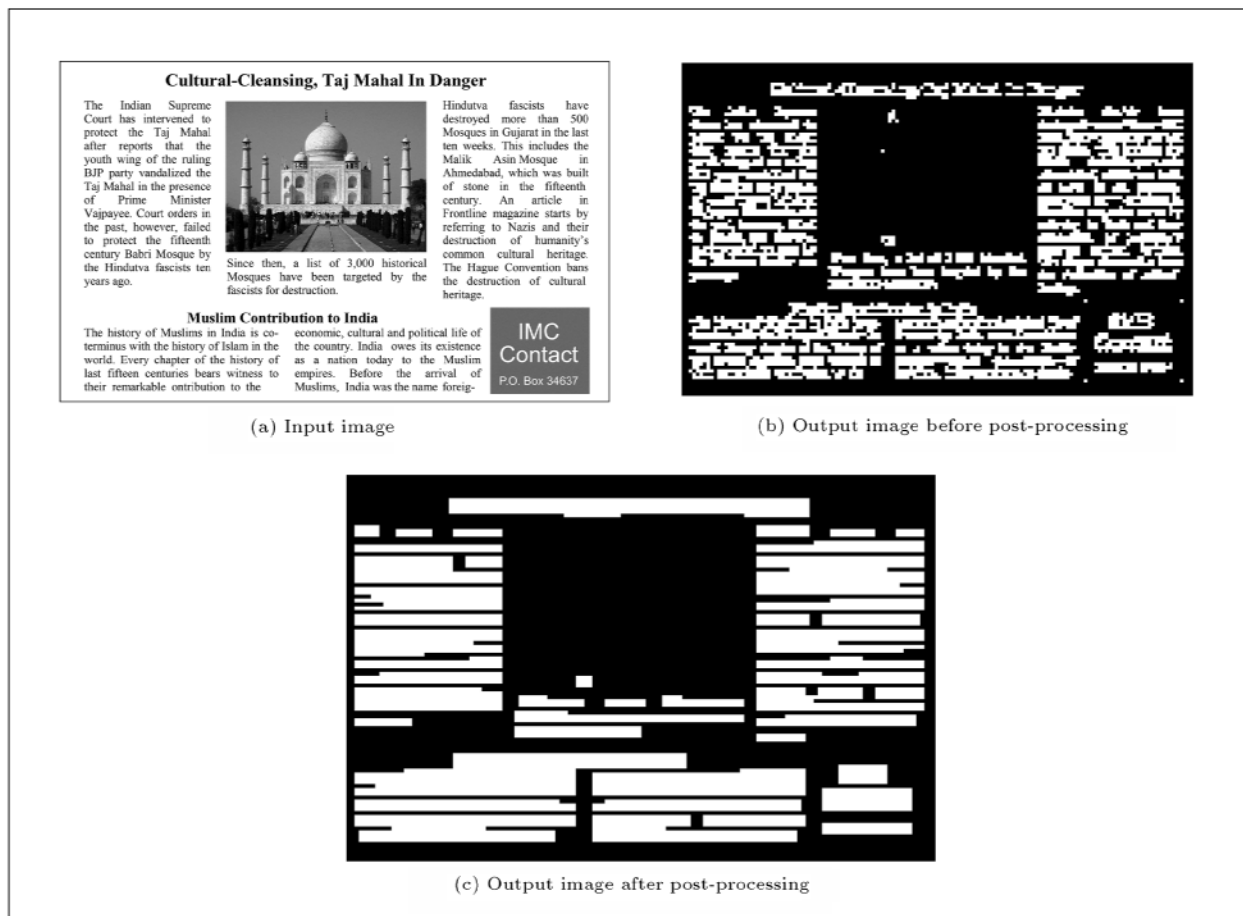 Cultural-Cleansing, Taj Mahal In Danger
The Indian Supreme
Court has intervened to
protect the Taj Mahal
after reports that the
youth wing of the ruling
BJP party vandalized the
Taj Mahal in the presence
of Prime Minister
Vajpayee. Court orders in
the past, however, failed
to protect the fifteenth
century Babri Mosque by
the Hindutva fascists ten
years ago.
Since then, a list of 3,000 historical
Mosques have been targeted by the
fascists for destruction.
Hindutva fascists have
destroyed more than 500
Mosques in Gujarat in the last
ten weeks. This includes the
Malik Asin Mosque in
Ahmedabad, which was built
of stone in the fifteenth
century. An article in
Frontline magazine starts by
referring to Nazis and their
destruction of humanity's
common cultural heritage.
The Hague Convention bans
the destruction of cultural
heritage.
Muslim Contribution to India
The history of Muslims in India is co-
terminus with the history of Islam in the
world. Every chapter of the history of
last fifteen centuries bears witness to
their remarkable ontribution to the
economic, cultural and political life of
the country. India owes its existence
as a nation today to the Muslim
empires. Before the arrival of
Muslims, India was the name foreig-
IMC
Contact
P.O. Box 34637
(a) Input image
(b) Output image before post-processing
(c) Output image after post-processing